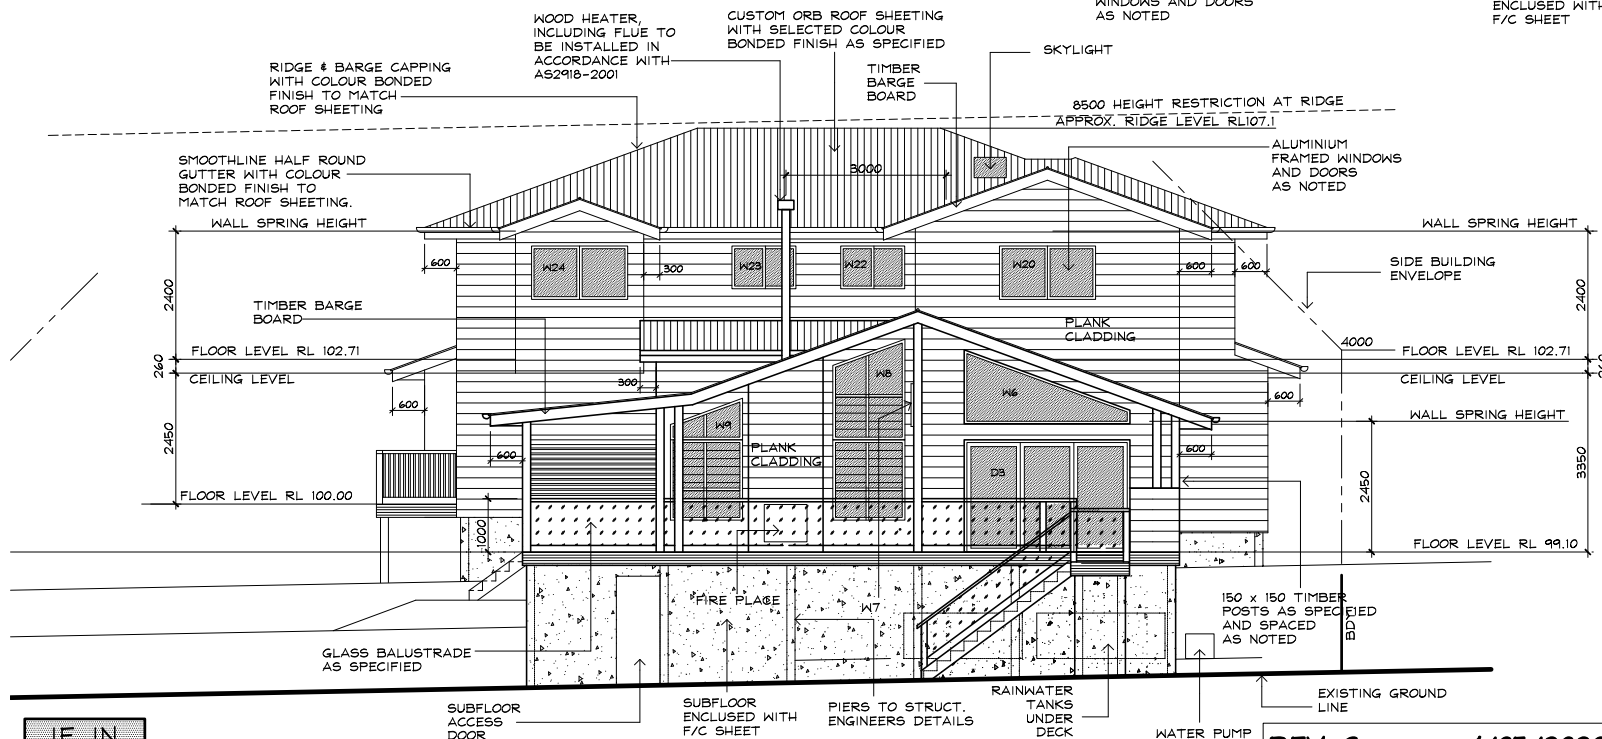 WINDOWS AND DOORS
AS NOTED
ENCLUSED WITH
F/C SHEET
WOOD HEATER,
INCLUDING FLUE TO
BE INSTALLED IN
ACCORDANCE WITH
AS2918-2001
CUSTOM ORB ROOF SHEETING
WITH SELECTED COLOUR
BONDED FINISH AS SPECIFIED
SKYLIGHT
TIMBER
BARGE
BOARD
RIDGE & BARGE CAPPING
WITH COLOUR BONDED
FINISH TO MATCH
ROOF SHEETING
8500 HEIGHT RESTRICTION AT RIDGE
APPROX. RIDGE LEVEL RL107.1
ALUMINIUM
FRAMED WINDOWS
AND DOORS
AS NOTED
SMOOTHLINE HALF ROUND
GUTTER WITH COLOUR
BONDED FINISH TO
MATCH ROOF SHEETING.
3000
WALL SPRING HEIGHT
WALL SPRING HEIGHT
600
W24
300
W23
W22
W20
600
600
SIDE BUILDING
ENVELOPE
2400
2400
TIMBER BARGE
BOARD
PLANK
CLADDING
4000
FLOOR LEVEL RL 102.71
FLOOR LEVEL RL 102.71
260
CEILING LEVEL
CEILING LEVEL
300
W8
W6
600
600
WALL SPRING HEIGHT
2450
W9
PLANK
CLADDING
600
600
D3
3350
2450
FLOOR LEVEL RL 100.00
1000
FLOOR LEVEL RL 99.10
FIRE PLACE
W7
150 x 150 TIMBER
POSTS AS SPECIFIED
AND SPACED
AS NOTED
BDY
GLASS BALUSTRADE
AS SPECIFIED
SUBFLOOR
ACCESS
DOOR
SUBFLOOR
ENCLUSED WITH
F/C SHEET
PIERS TO STRUCT.
ENGINEERS DETAILS
RAINWATER
TANKS
UNDER
DECK
WATER PUMP
EXISTING GROUND
LINE
IF IN